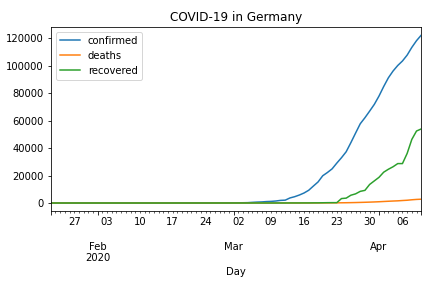 COVID-19 in Germany
confirmed
deaths
recovered
120000
100000
80000
60000
40000
20000
0
27 03 10 17 24 02 09 16 23 30 06
Feb Mar Apr
2020
Day